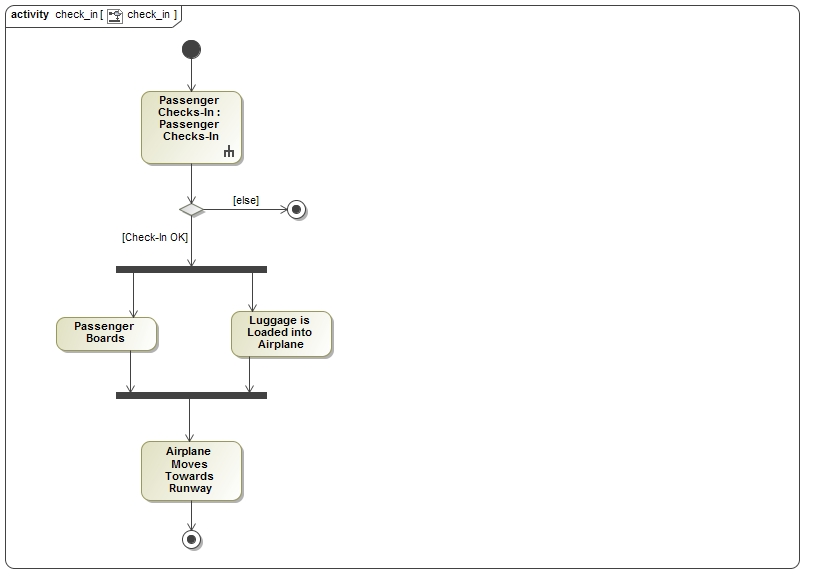 activity check_in [ check_in ]
Passenger
Checks-In :
Passenger
Checks-In
[else]
[Check-In OK]
Passenger
Boards
Luggage is
Loaded into
Airplane
Airplane
Moves
Towards
Runway